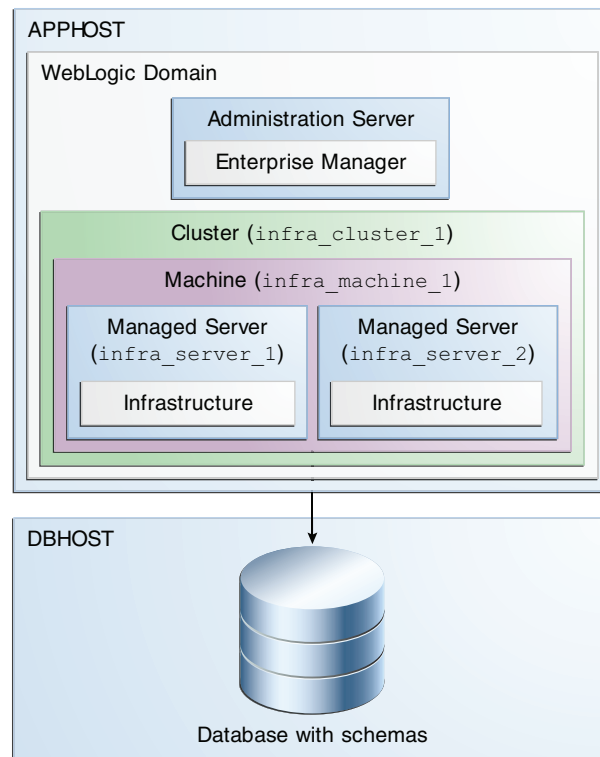 APPHOST
WebLogic Domain
Administration Server
Enterprise Manager
Cluster (infra_cluster_1)
Machine (infra_machine_1)
Managed Server
(infra_server_1)
Infrastructure
Managed Server
(infra_server_2)
Infrastructure
DBHOST
Database with schemas